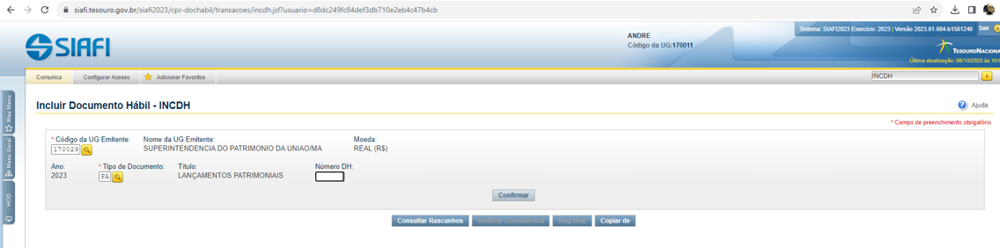 siafi.tesouro.gov.br/siafi2023/cpr-dochabil/transacoes/incdh.jsf?usuario=d8dc249fc84def3db710e2eb4c47b4cb
SIAFI
ANDRE
Código da UG:170011
Sistema: SIAFI2023 Exercício: 2023 | Versão 2023.01.084-b1581240
Sair
TESOURONACIONA
Última atualização: 06/10/2023 às 10:0
Comunica
Configurar Acesso
Adicionar Favoritos
INCDH
Meu Menu
Menu Geral
HOD
Incluir Documento Hábil - INCDH
Ajuda
* Campo de preenchimento obrigatório
* Código da UG Emitente: Nome da UG Emitente: Moeda:
170029 SUPERINTENDENCIA DO PATRIMONIO DA UNIAO/MA REAL (R$)
Ano: * Tipo de Documento: Título: Número DH:
2023 PA LANÇAMENTOS PATRIMONIAIS
Confirmar
Consultar Rascunhos Verificar Consistência Registrar Copiar de